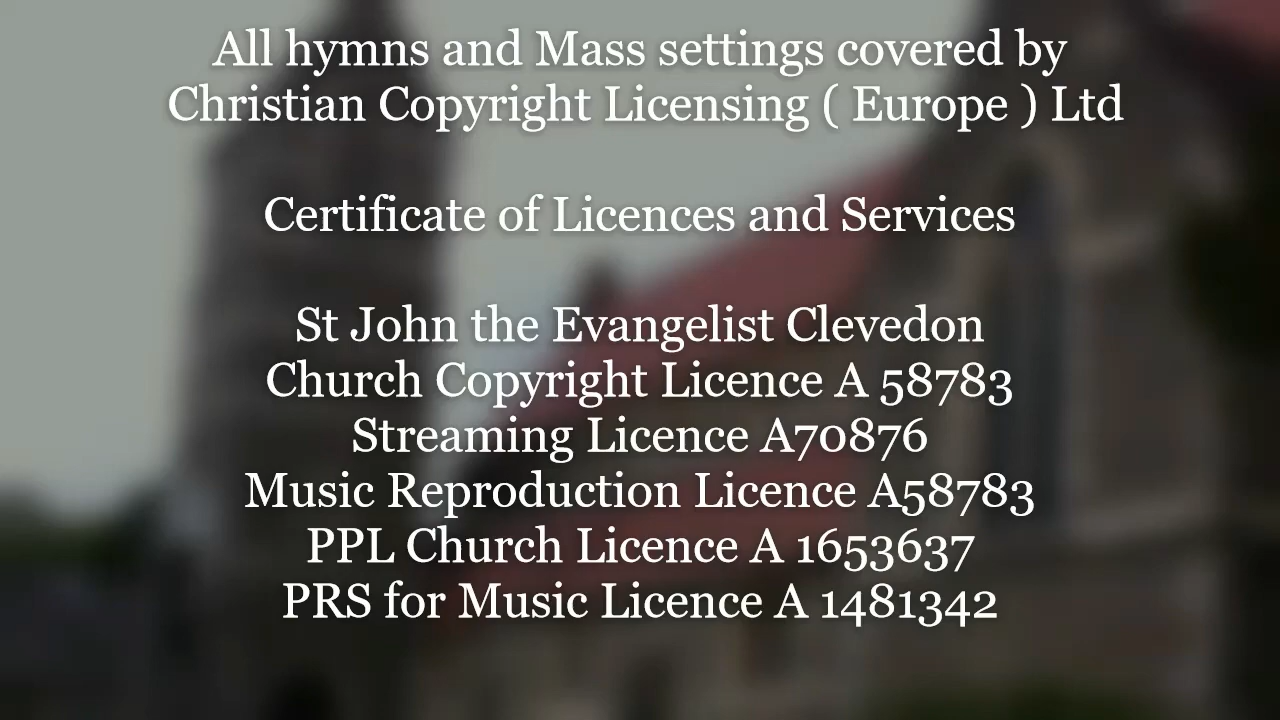 All hymns and Mass settings covered by
Christian Copyright Licensing ( Europe ) Ltd
Certificate of Licences and Services
St John the Evangelist Clevedon
Church Copyright Licence A 58783
Streaming Licence A70876
Music Reproduction Licence A58783
PPL Church Licence A 1653637
PRS for Music Licence A 1481342